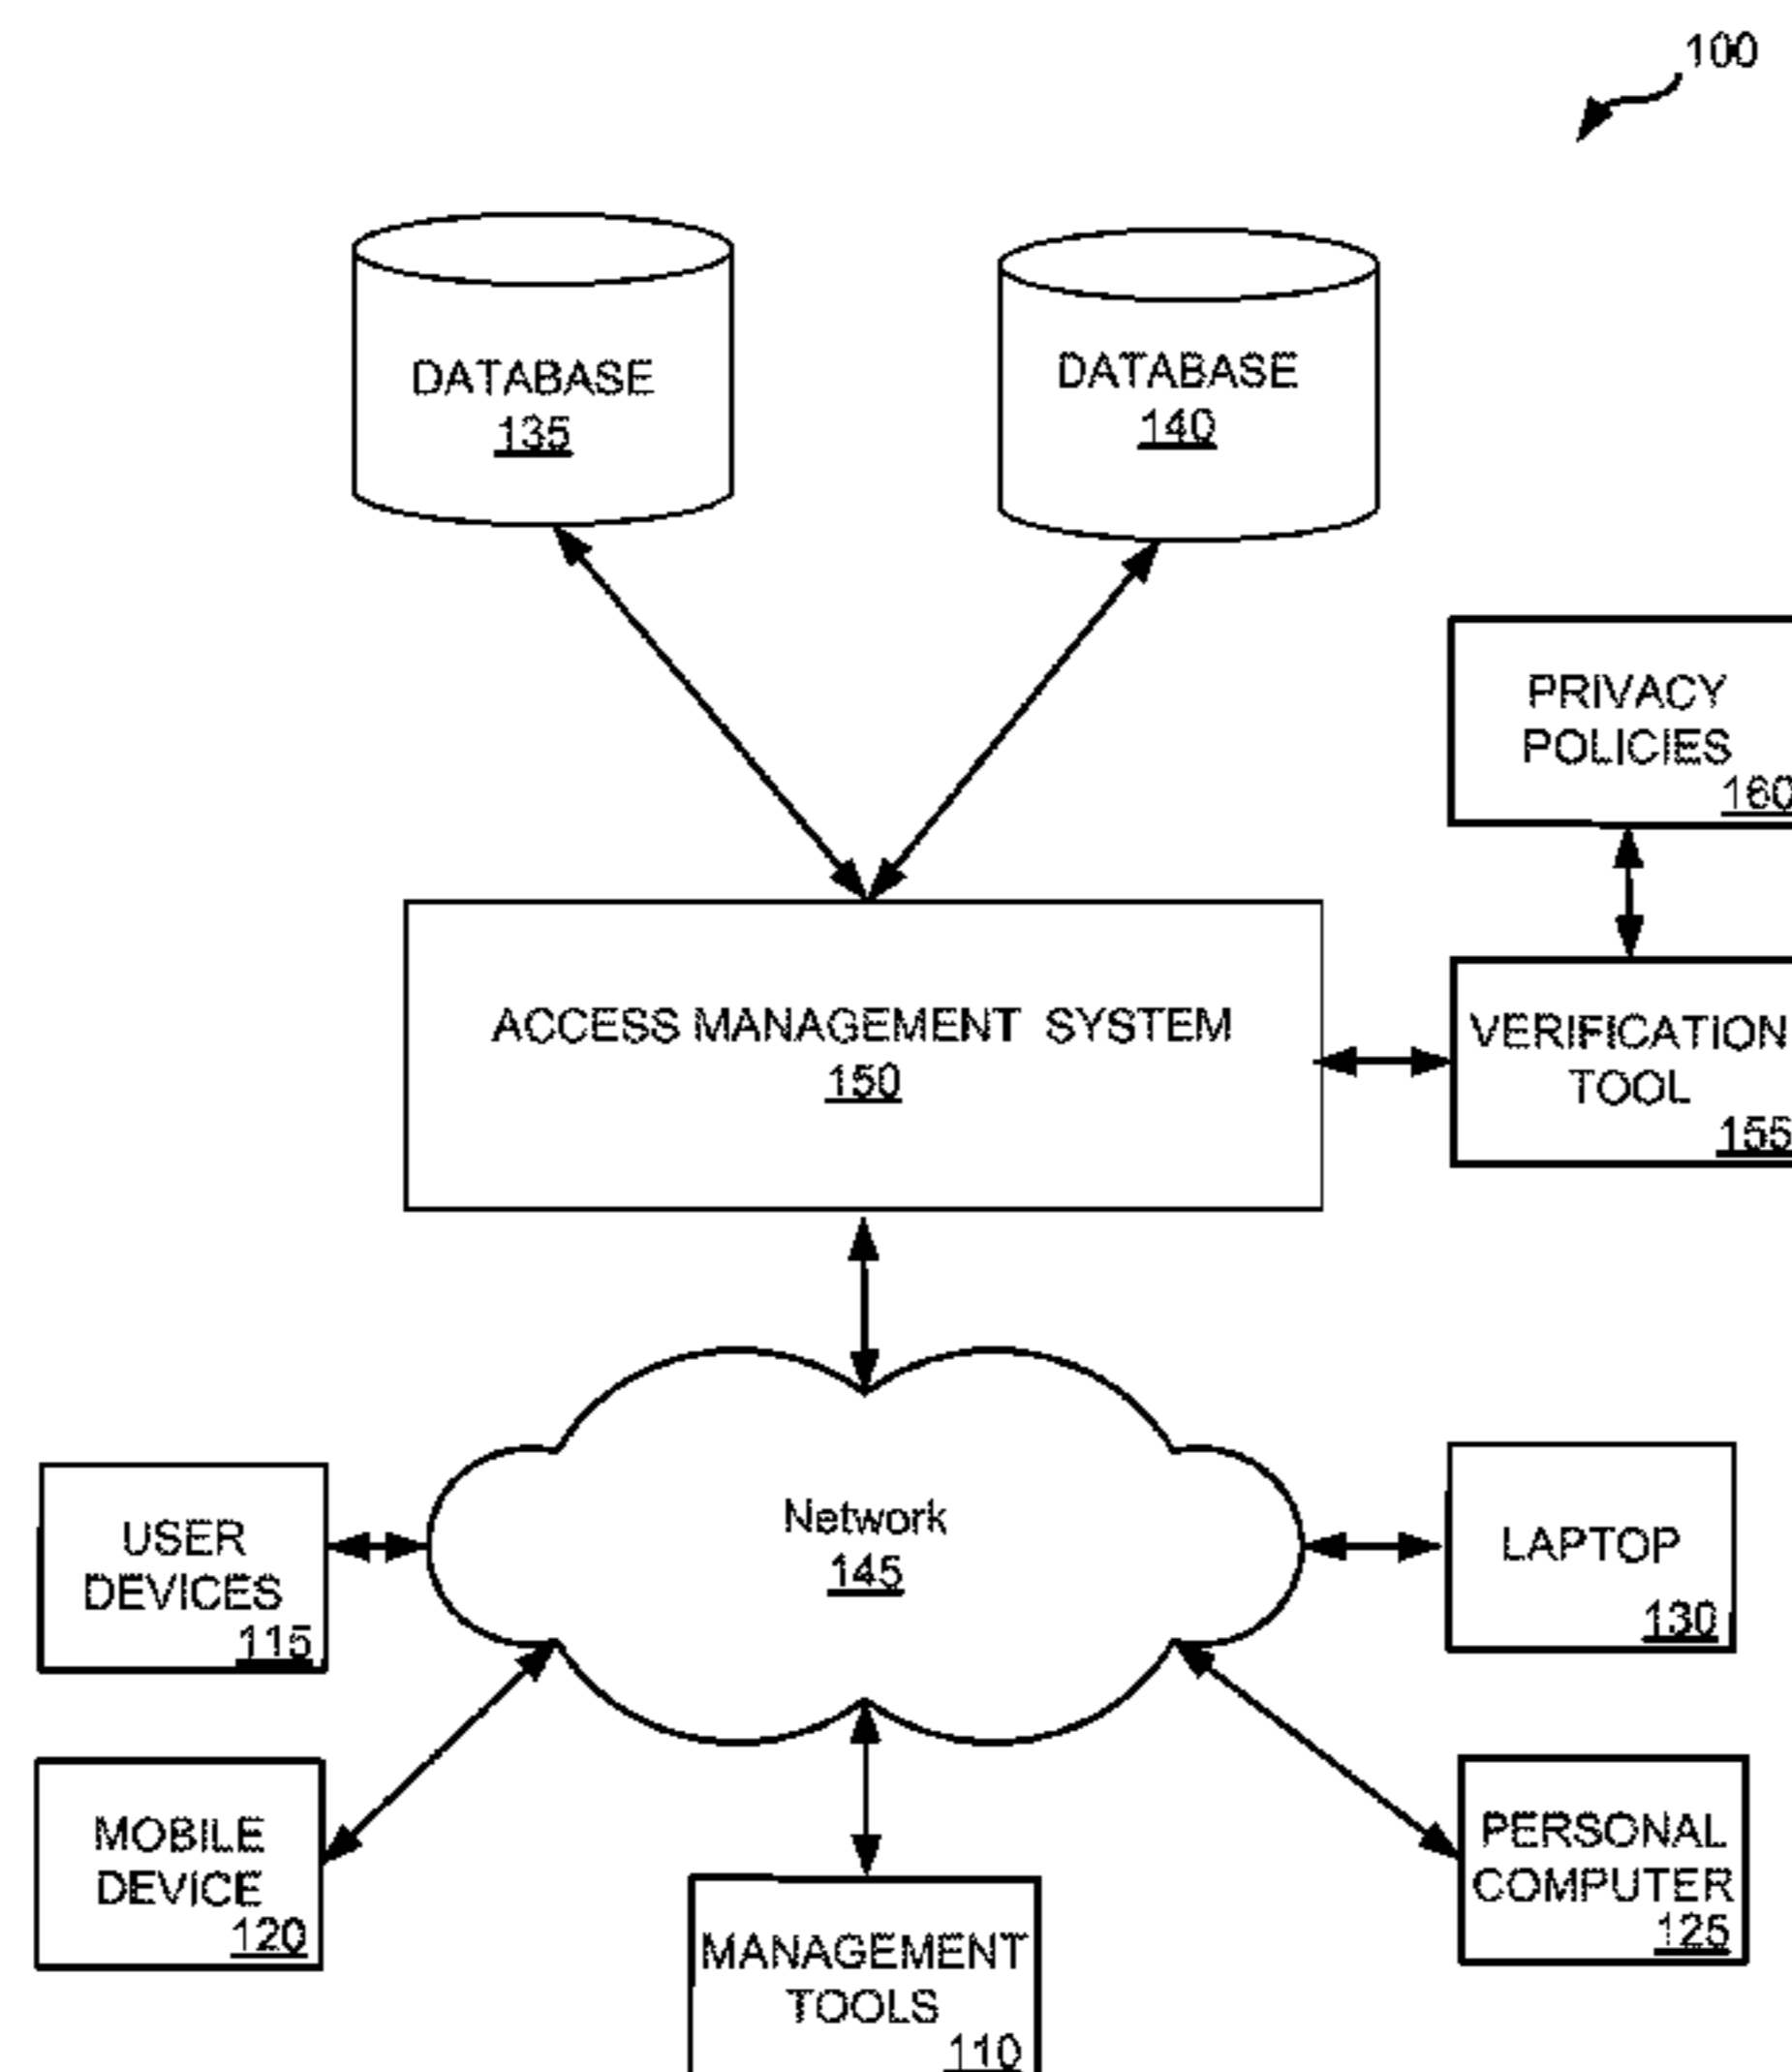 100
DATABASE
135
DATABASE
140
PRIVACY
POLICIES
160
ACCESS MANAGEMENT SYSTEM
150
VERIFICATION
TOOL
155
USER
DEVICES
115
Network
145
LAPTOP
130
MOBILE
DEVICE
120
PERSONAL
COMPUTER
125
MANAGEMENT
TOOLS
110